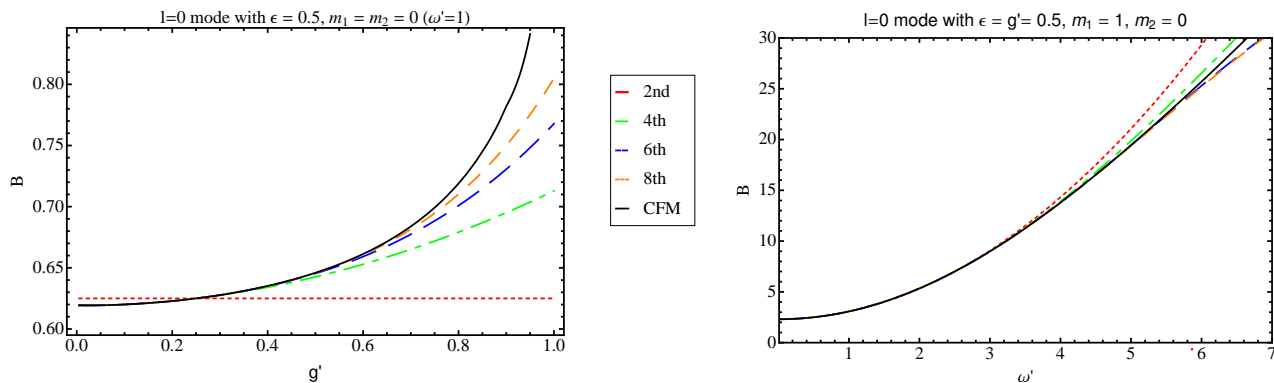 l=0 mode with ϵ = 0.5, m₁ = m₂ = 0 (ω'=1)
B
0.80
0.75
0.70
0.65
0.60
0.0 0.2 0.4 0.6 0.8 1.0
g'
2nd
4th
6th
8th
CFM
l=0 mode with ϵ = g'= 0.5, m₁ = 1, m₂ = 0
B
30
25
20
15
10
5
0
1 2 3 4 5 6 7
ω'